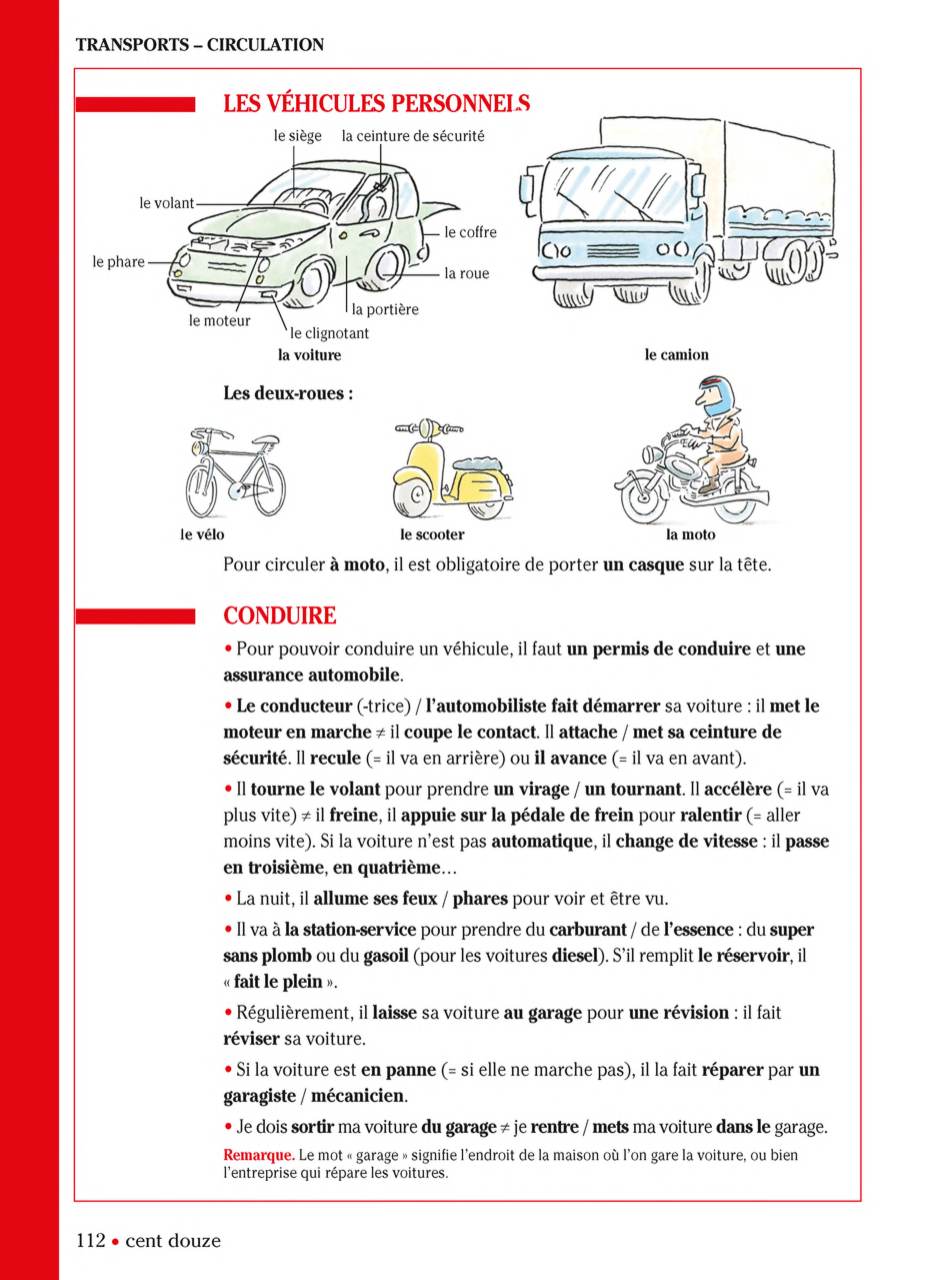 TRANSPORTS – CIRCULATION
LES VÉHICULES PERSONNELS
le siège
la ceinture de sécurité
le volant
le coffre
le phare
la roue
la portière
le moteur
le clignotant
la voiture
le camion
Les deux-roues :
le vélo
le scooter
la moto
Pour circuler à moto, il est obligatoire de porter un casque sur la tête.
CONDUIRE
• Pour pouvoir conduire un véhicule, il faut un permis de conduire et une
assurance automobile.
• Le conducteur (-trice) / l’automobiliste fait démarrer sa voiture : il met le
moteur en marche ≠ il coupe le contact. Il attache / met sa ceinture de
sécurité. Il recule (= il va en arrière) ou il avance (= il va en avant).
• Il tourne le volant pour prendre un virage / un tournant. Il accélère (= il va
plus vite) ≠ il freine, il appuie sur la pédale de frein pour ralentir (= aller
moins vite). Si la voiture n’est pas automatique, il change de vitesse : il passe
en troisième, en quatrième…
• La nuit, il allume ses feux / phares pour voir et être vu.
• Il va à la station-service pour prendre du carburant / de l’essence : du super
sans plomb ou du gasoil (pour les voitures diesel). S’il remplit le réservoir, il
« fait le plein ».
• Régulièrement, il laisse sa voiture au garage pour une révision : il fait
réviser sa voiture.
• Si la voiture est en panne (= si elle ne marche pas), il la fait réparer par un
garagiste / mécanicien.
• Je dois sortir ma voiture du garage ≠ je rentre / mets ma voiture dans le garage.
Remarque. Le mot « garage » signifie l’endroit de la maison où l’on gare la voiture, ou bien
l’entreprise qui répare les voitures.
112 • cent douze